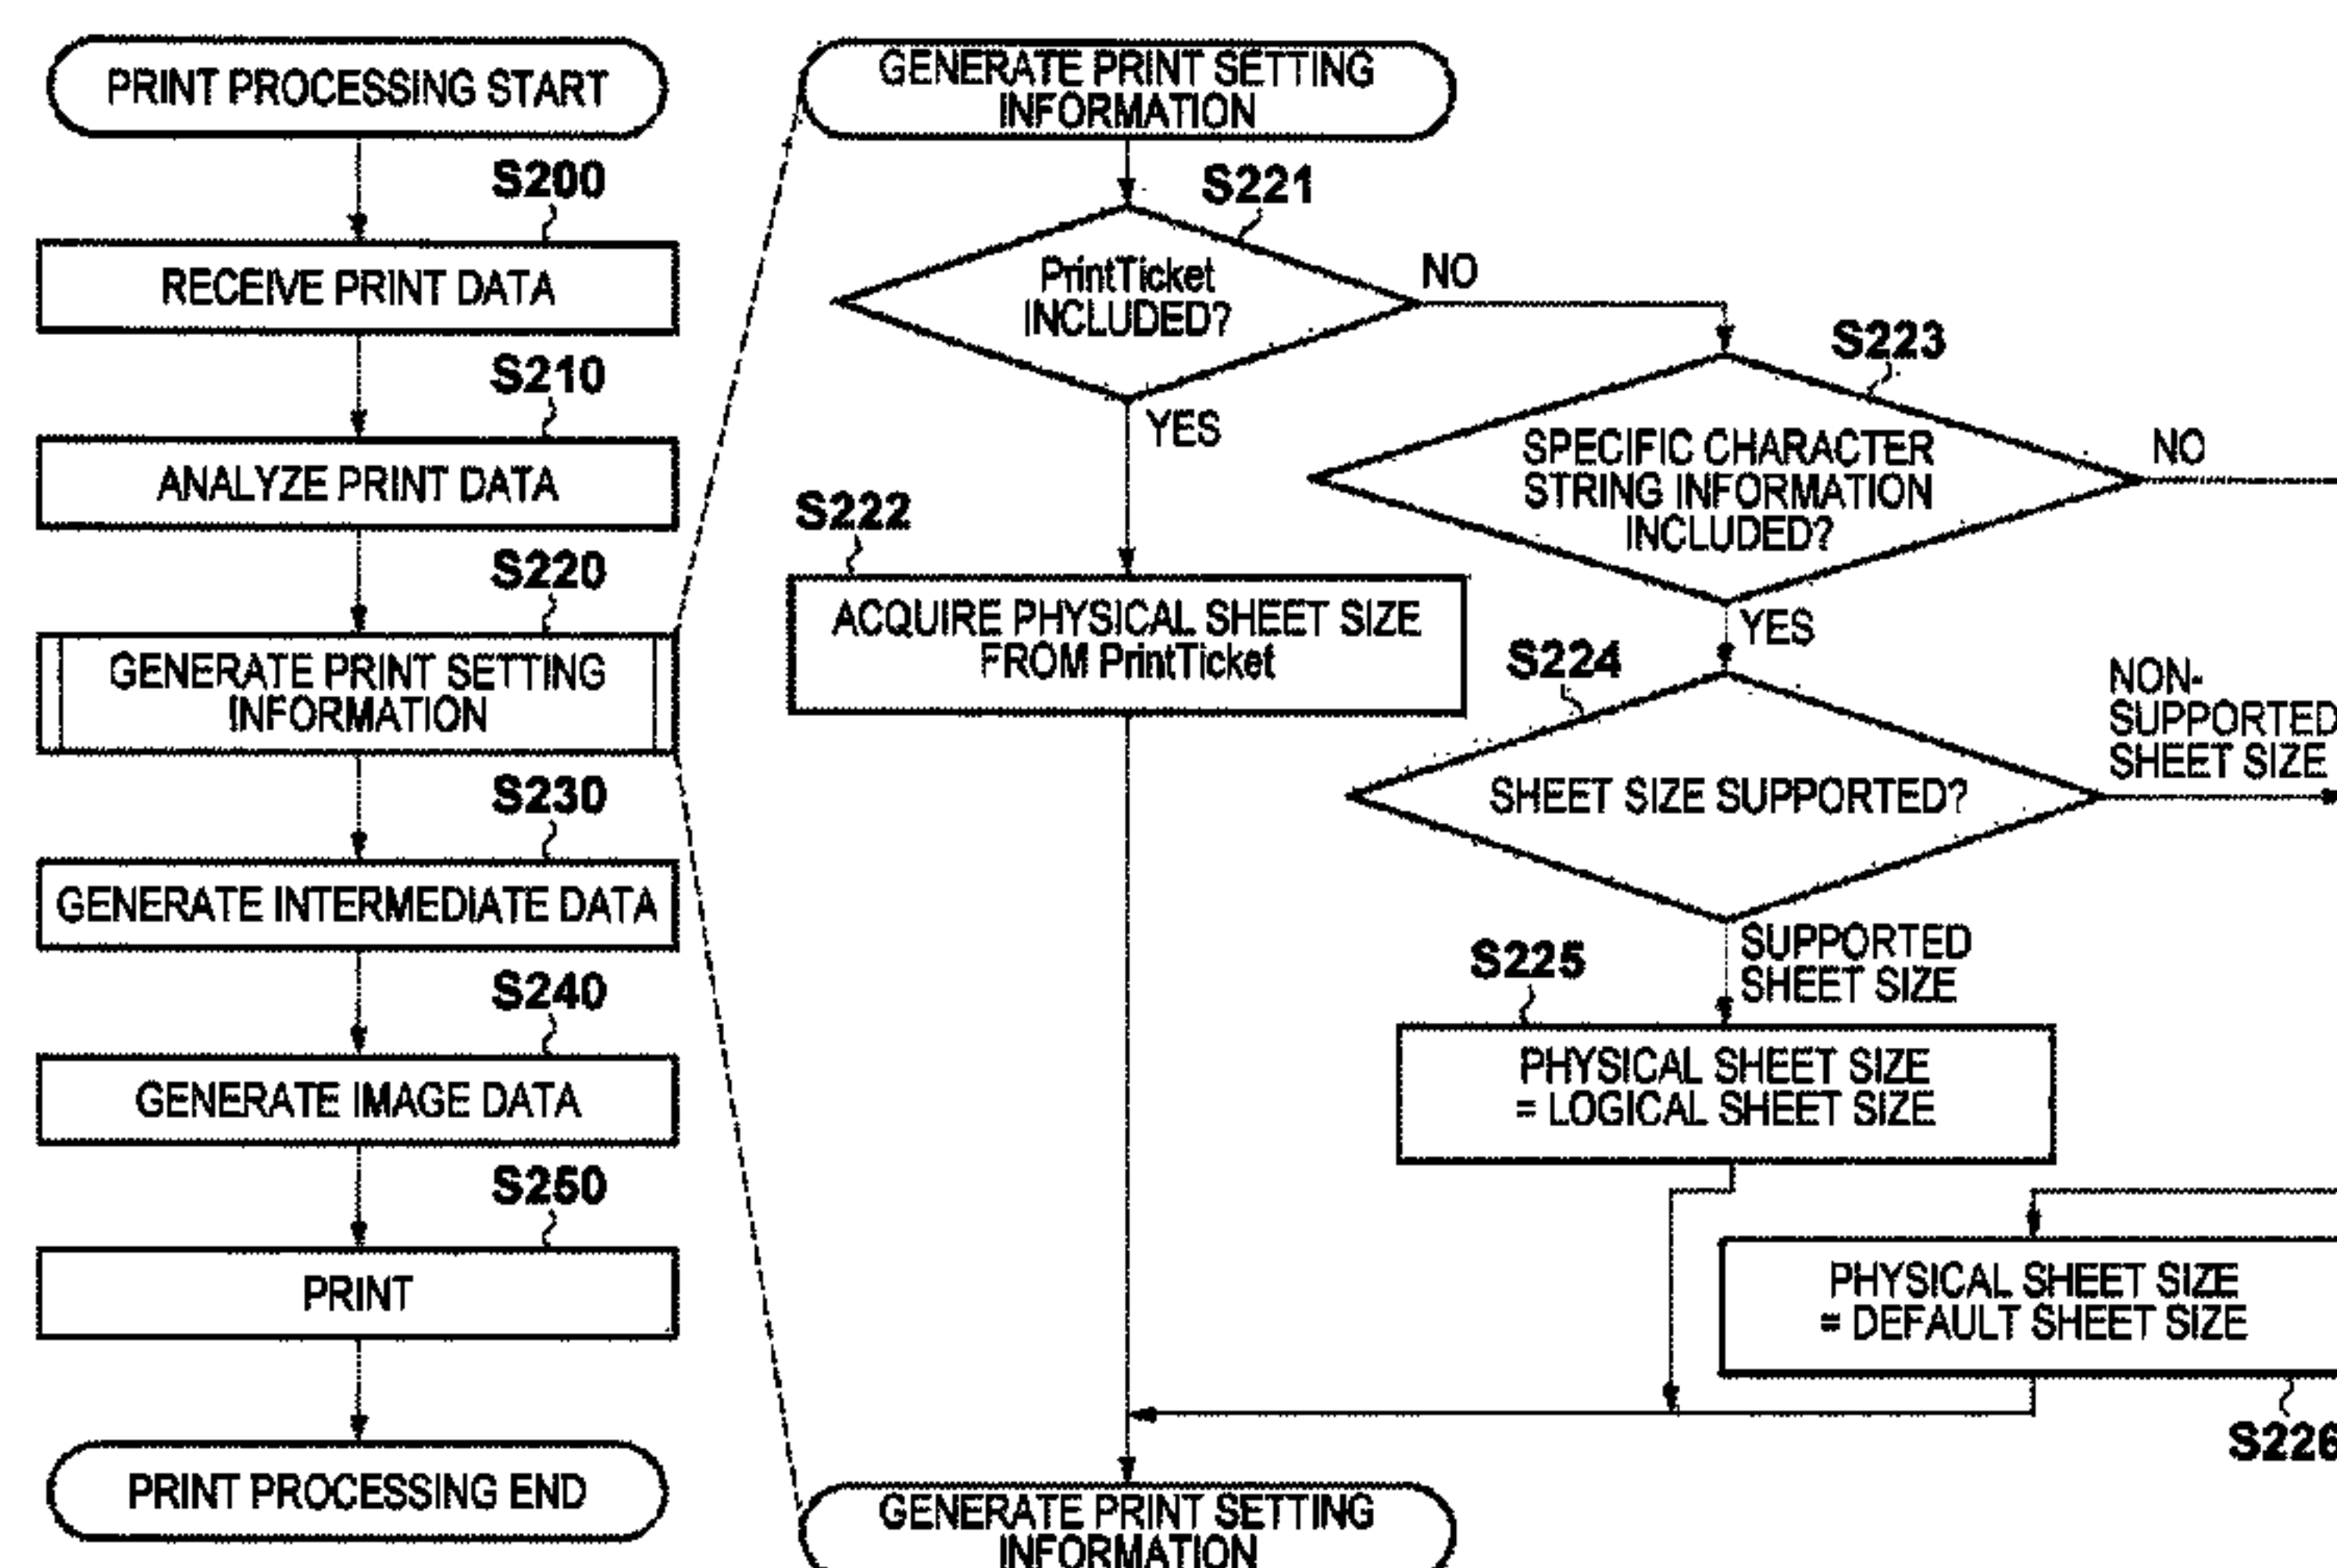 PRINT PROCESSING START
S200
RECEIVE PRINT DATA
S210
ANALYZE PRINT DATA
S220
GENERATE PRINT SETTING
INFORMATION
S230
GENERATE INTERMEDIATE DATA
S240
GENERATE IMAGE DATA
S250
PRINT
PRINT PROCESSING END
GENERATE PRINT SETTING
INFORMATION
S221
PrintTicket
INCLUDED?
NO
YES
S222
ACQUIRE PHYSICAL SHEET SIZE
FROM PrintTicket
S223
SPECIFIC CHARACTER
STRING INFORMATION
INCLUDED?
NO
YES
S224
SHEET SIZE SUPPORTED?
NON-
SUPPORTED
SHEET SIZE
SUPPORTED
SHEET SIZE
S225
PHYSICAL SHEET SIZE
= LOGICAL SHEET SIZE
PHYSICAL SHEET SIZE
= DEFAULT SHEET SIZE
S226
GENERATE PRINT SETTING
INFORMATION